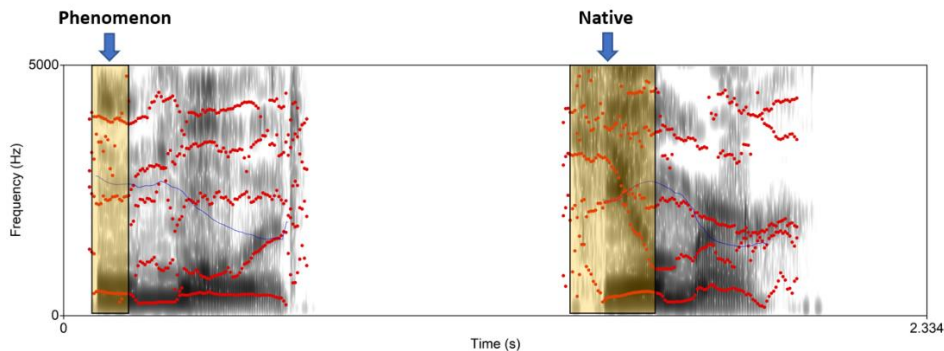 Phenomenon
Native
5000
Frequency (Hz)
0
0
2.334
Time (s)